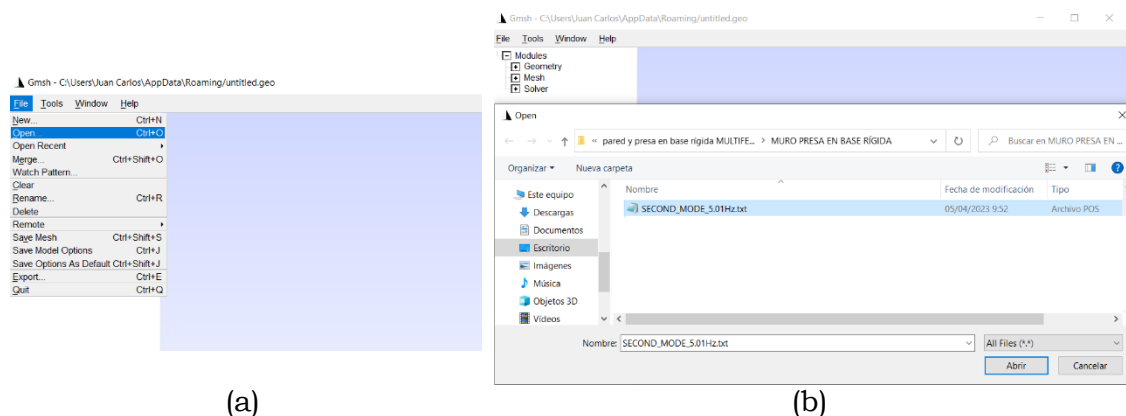 Gmsh - C:\Users\Juan Carlos\AppData\Roaming/untitled.geo
File Tools Window Help
New... Ctrl+N
Open... Ctrl+O
Open Recent
Merge... Ctrl+Shift+O
Watch Pattern...
Clear
Rename... Ctrl+R
Delete
Remote
Save Mesh Ctrl+Shift+S
Save Model Options Ctrl+J
Save Options As Default Ctrl+Shift+J
Export... Ctrl+E
Quit Ctrl+Q
(a)
Gmsh - C:\Users\Juan Carlos\AppData\Roaming/untitled.geo
File Tools Window Help
Modules
Geometry
Mesh
Solver
Open
« pared y presa en base rígida MULTIFE... > MURO PRESA EN BASE RÍGIDA
Buscar en MURO PRESA EN ...
Organizar Nueva carpeta
Este equipo
Descargas
Documentos
Escritorio
Imágenes
Música
Objetos 3D
Vídeos
Nombre Fecha de modificación Tipo
SECOND_MODE_5.01Hz.txt 05/04/2023 9:52 Archivo POS
Nombre: SECOND_MODE_5.01Hz.txt All Files (*.*)
Abrir Cancelar
(b)